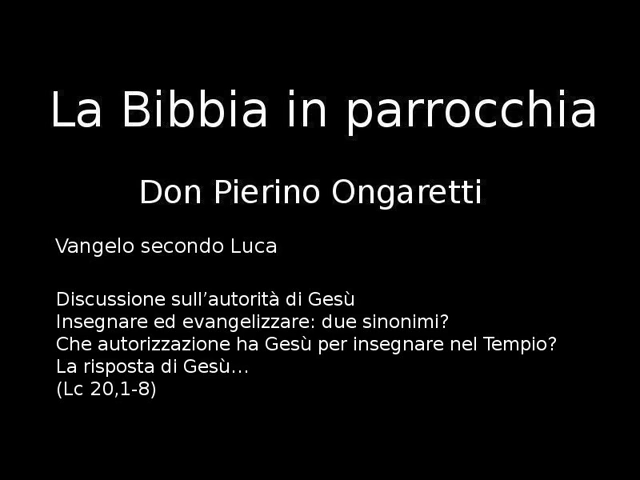 La Bibbia in parrocchia
Don Pierino Ongaretti
Vangelo secondo Luca
Discussione sull’autorità di Gesù
Insegnare ed evangelizzare: due sinonimi?
Che autorizzazione ha Gesù per insegnare nel Tempio?
La risposta di Gesù…
(Lc 20,1-8)